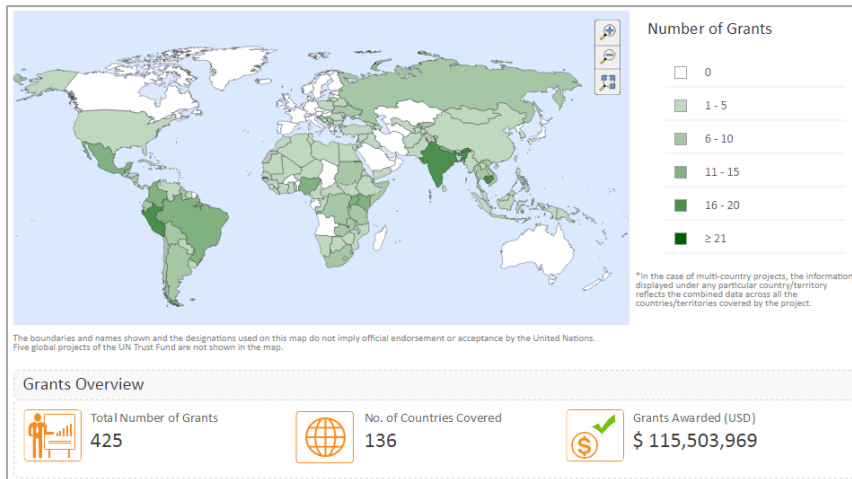 Number of Grants
0
1 - 5
6 - 10
11 - 15
16 - 20
≥ 21
*In the case of multi-country projects, the information
displayed under any particular country/territory
reflects the combined data across all the
countries/territories covered by the project.
The boundaries and names shown and the designations used on this map do not imply official endorsement or acceptance by the United Nations.
Five global projects of the UN Trust Fund are not shown in the map.
Grants Overview
Total Number of Grants
425
No. of Countries Covered
136
Grants Awarded (USD)
$ 115,503,969